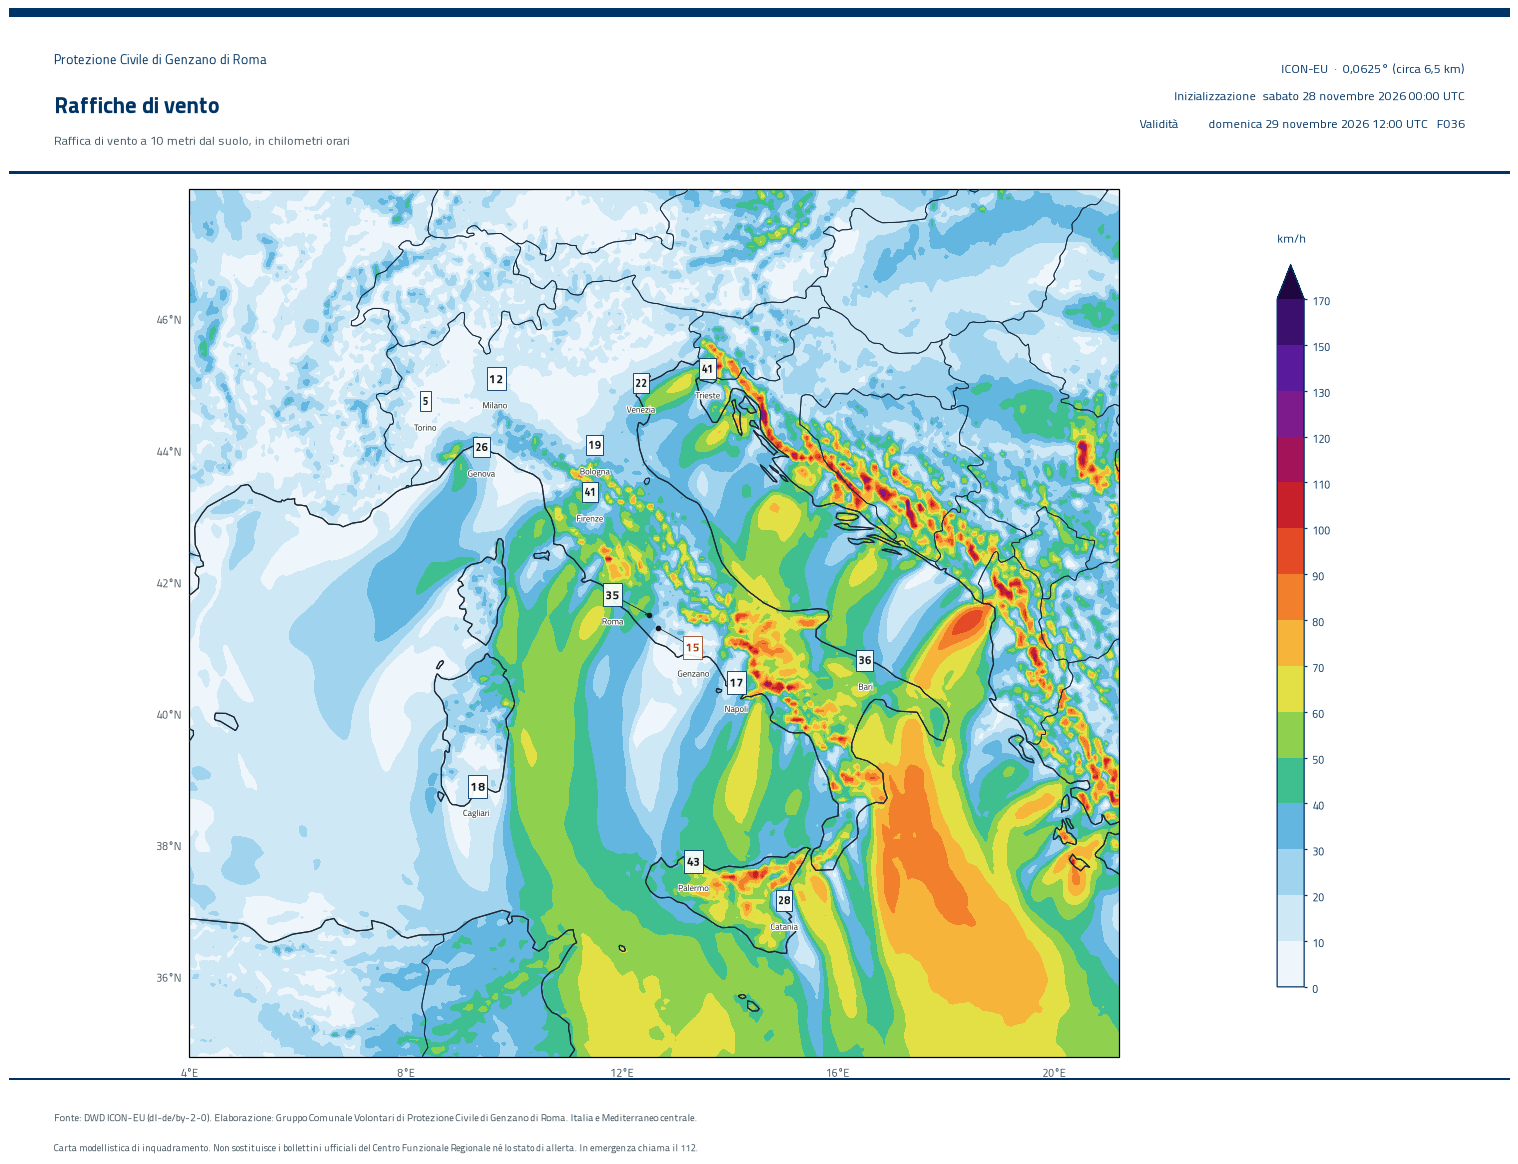 Protezione Civile di Genzano di Roma
Raffiche di vento
Raffica di vento a 10 metri dal suolo, in chilometri orari
ICON-EU · 0,0625° (circa 6,5 km)
Inizializzazione sabato 28 novembre 2026 00:00 UTC
Validità domenica 29 novembre 2026 12:00 UTC F036
km/h
170
150
130
120
110
100
90
80
70
60
50
40
30
20
10
0
46°N
44°N
42°N
40°N
38°N
36°N
4°E
8°E
12°E
16°E
20°E
41
Trieste
22
Venezia
12
Milano
5
Torino
26
Genova
19
Bologna
41
Firenze
35
Roma
15
Genzano
17
Napoli
36
Bari
18
Cagliari
43
Palermo
28
Catania
Fonte: DWD ICON-EU (dl-de/by-2-0). Elaborazione: Gruppo Comunale Volontari di Protezione Civile di Genzano di Roma. Italia e Mediterraneo centrale.
Carta modellistica di inquadramento. Non sostituisce i bollettini ufficiali del Centro Funzionale Regionale né lo stato di allerta. In emergenza chiama il 112.